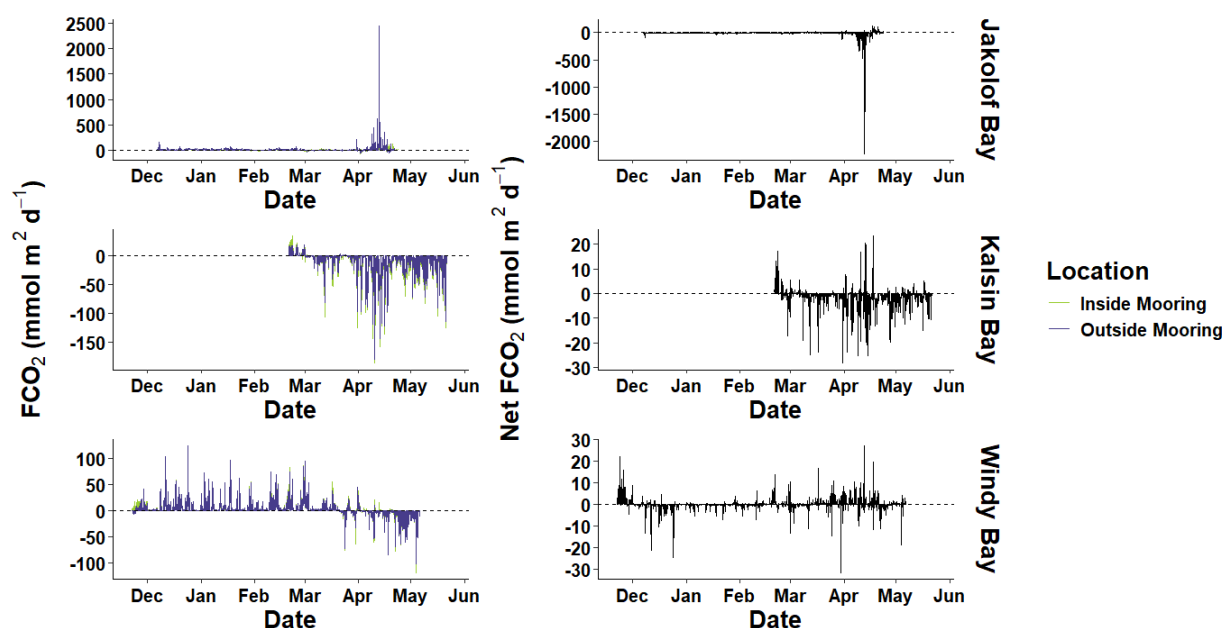 2500
2000
1500
1000
500
0
Dec Jan Feb Mar Apr May Jun
Date
0
-500
-1000
-1500
-2000
Dec Jan Feb Mar Apr May Jun
Date
Jakolof Bay
FCO₂ (mmol m² d⁻¹)
0
-50
-100
-150
Dec Jan Feb Mar Apr May Jun
Date
Net FCO₂ (mmol m² d⁻¹)
20
10
0
-10
-20
-30
Dec Jan Feb Mar Apr May Jun
Date
Kalsin Bay
Location
Inside Mooring
Outside Mooring
100
50
0
-50
-100
Dec Jan Feb Mar Apr May Jun
Date
30
20
10
0
-10
-20
-30
Dec Jan Feb Mar Apr May Jun
Date
Windy Bay